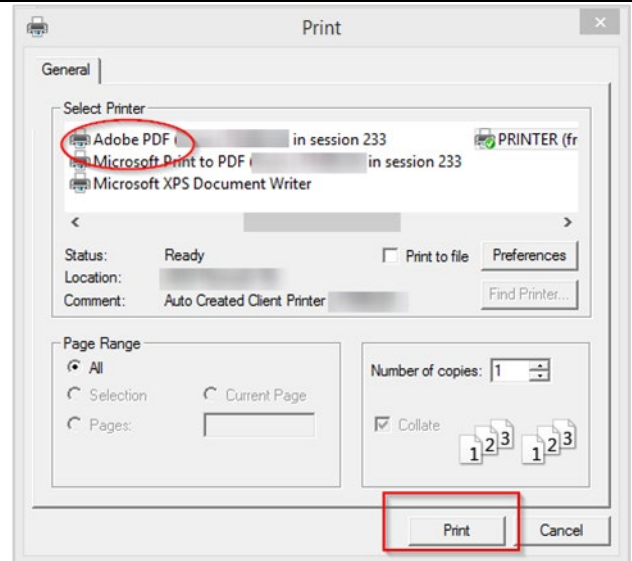 Print
General
Select Printer
Adobe PDF ( in session 233 PRINTER (fr
Microsoft Print to PDF ( in session 233
Microsoft XPS Document Writer
Status: Ready Print to file Preferences
Location: Find Printer...
Comment: Auto Created Client Printer
Page Range
All Number of copies: 1
Selection Current Page
Pages: Collate
1 2 3 1 2 3
Print Cancel